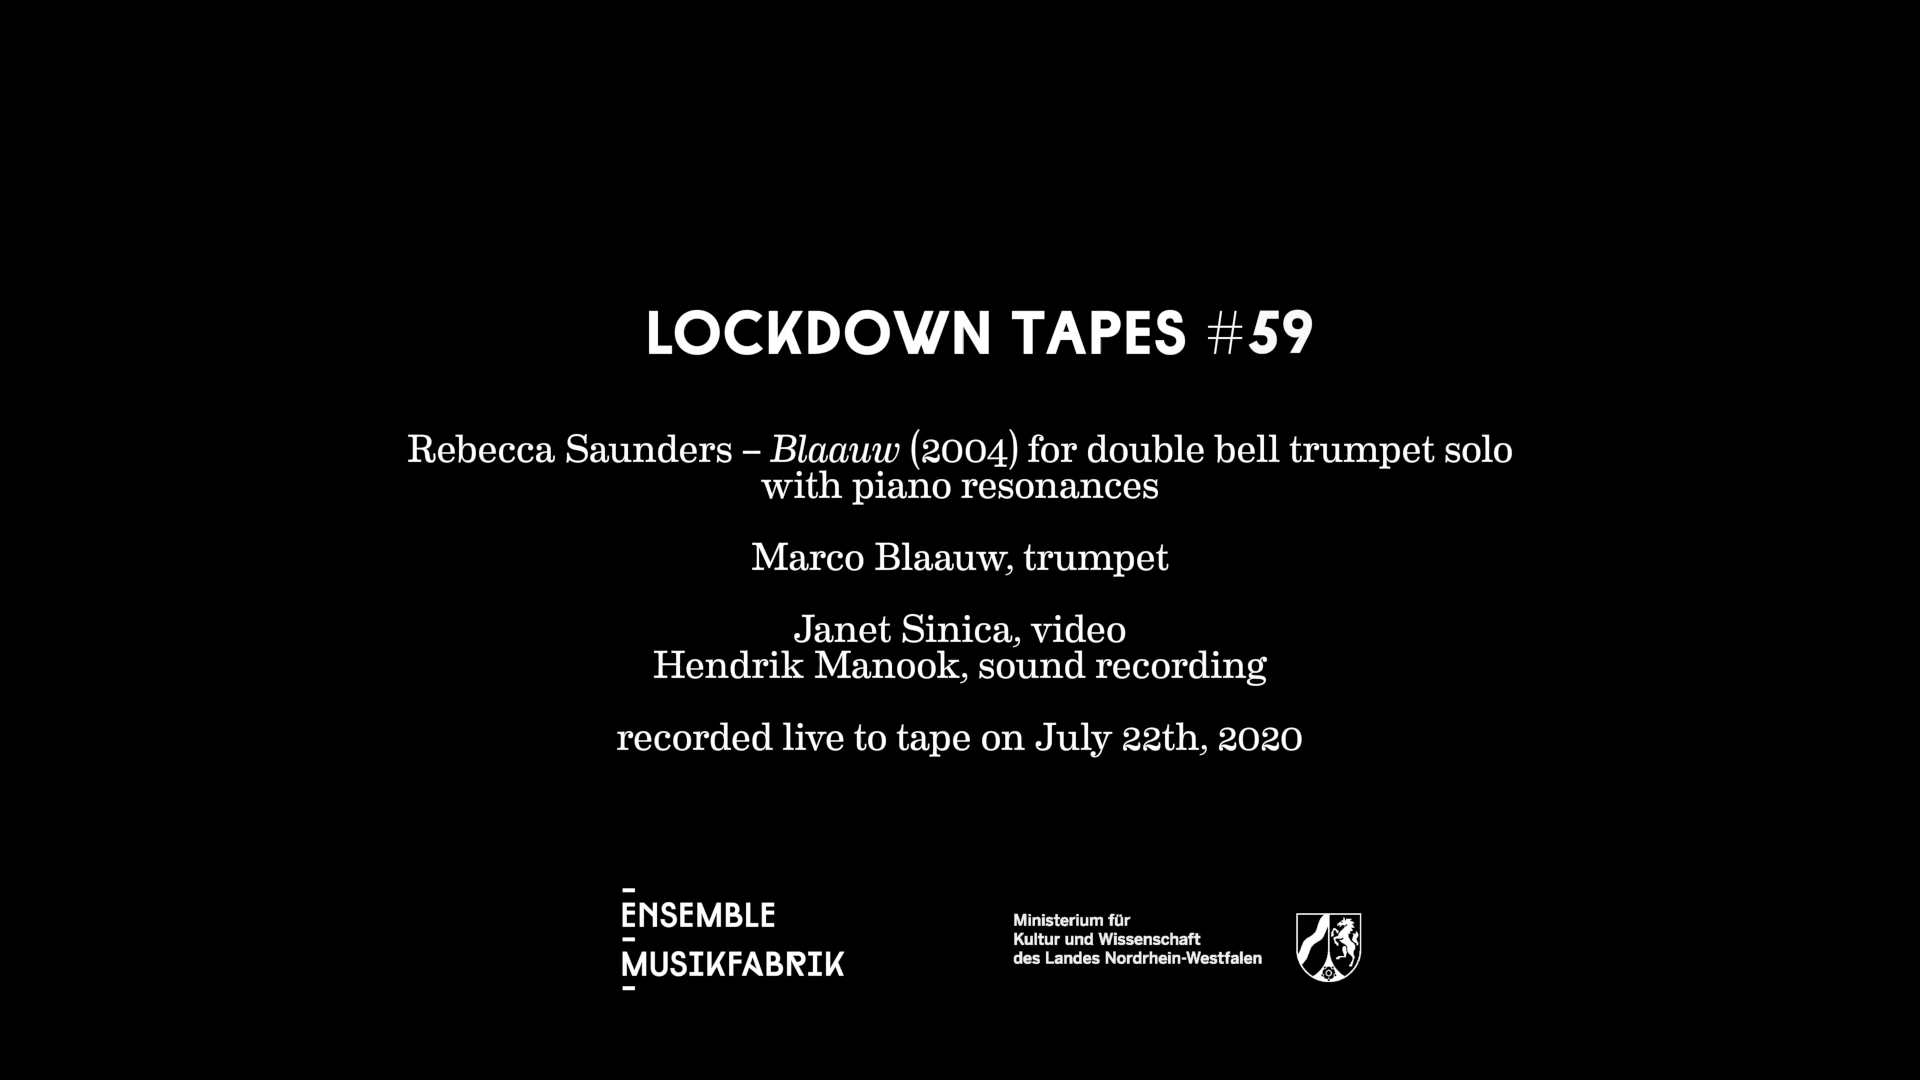 LOCKDOWN TAPES #59
Rebecca Saunders – Blaauw (2004) for double bell trumpet solo
with piano resonances
Marco Blaauw, trumpet
Janet Sinica, video
Hendrik Manook, sound recording
recorded live to tape on July 22th, 2020
ENSEMBLE
MUSIKFABRIK
Ministerium für
Kultur und Wissenschaft
des Landes Nordrhein-Westfalen